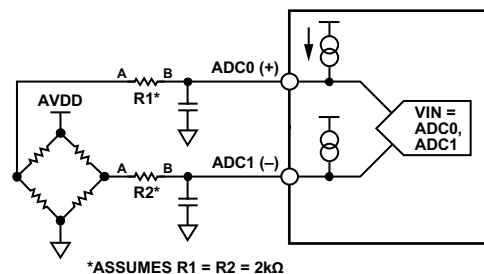 ADC0 (+)
A
B
R1*
AVDD
VIN =
ADC0,
ADC1
ADC1 (–)
A
B
R2*
*ASSUMES R1 = R2 = 2kΩ